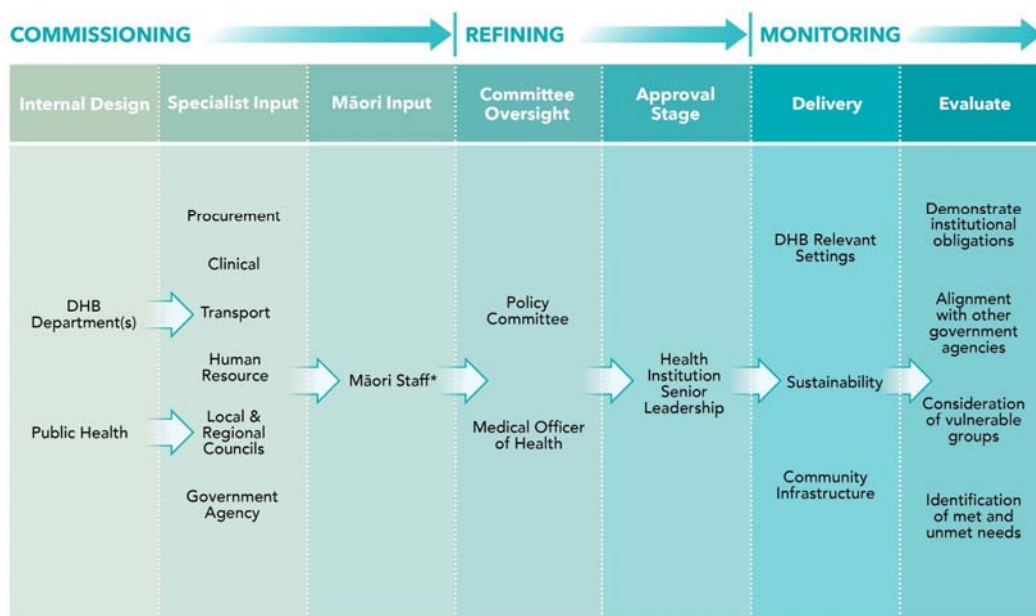 COMMISSIONING
REFINING
MONITORING
Internal Design
Specialist Input
Māori Input
Committee
Oversight
Approval
Stage
Delivery
Evaluate
DHB
Department(s)
Public Health
Procurement
Clinical
Transport
Human
Resource
Local &
Regional
Councils
Government
Agency
Māori Staff*
Policy
Committee
Medical Officer
of Health
Health
Institution
Senior
Leadership
DHB Relevant
Settings
Sustainability
Community
Infrastructure
Demonstrate
institutional
obligations
Alignment
with other
government
agencies
Consideration
of vulnerable
groups
Identification
of met and
unmet needs